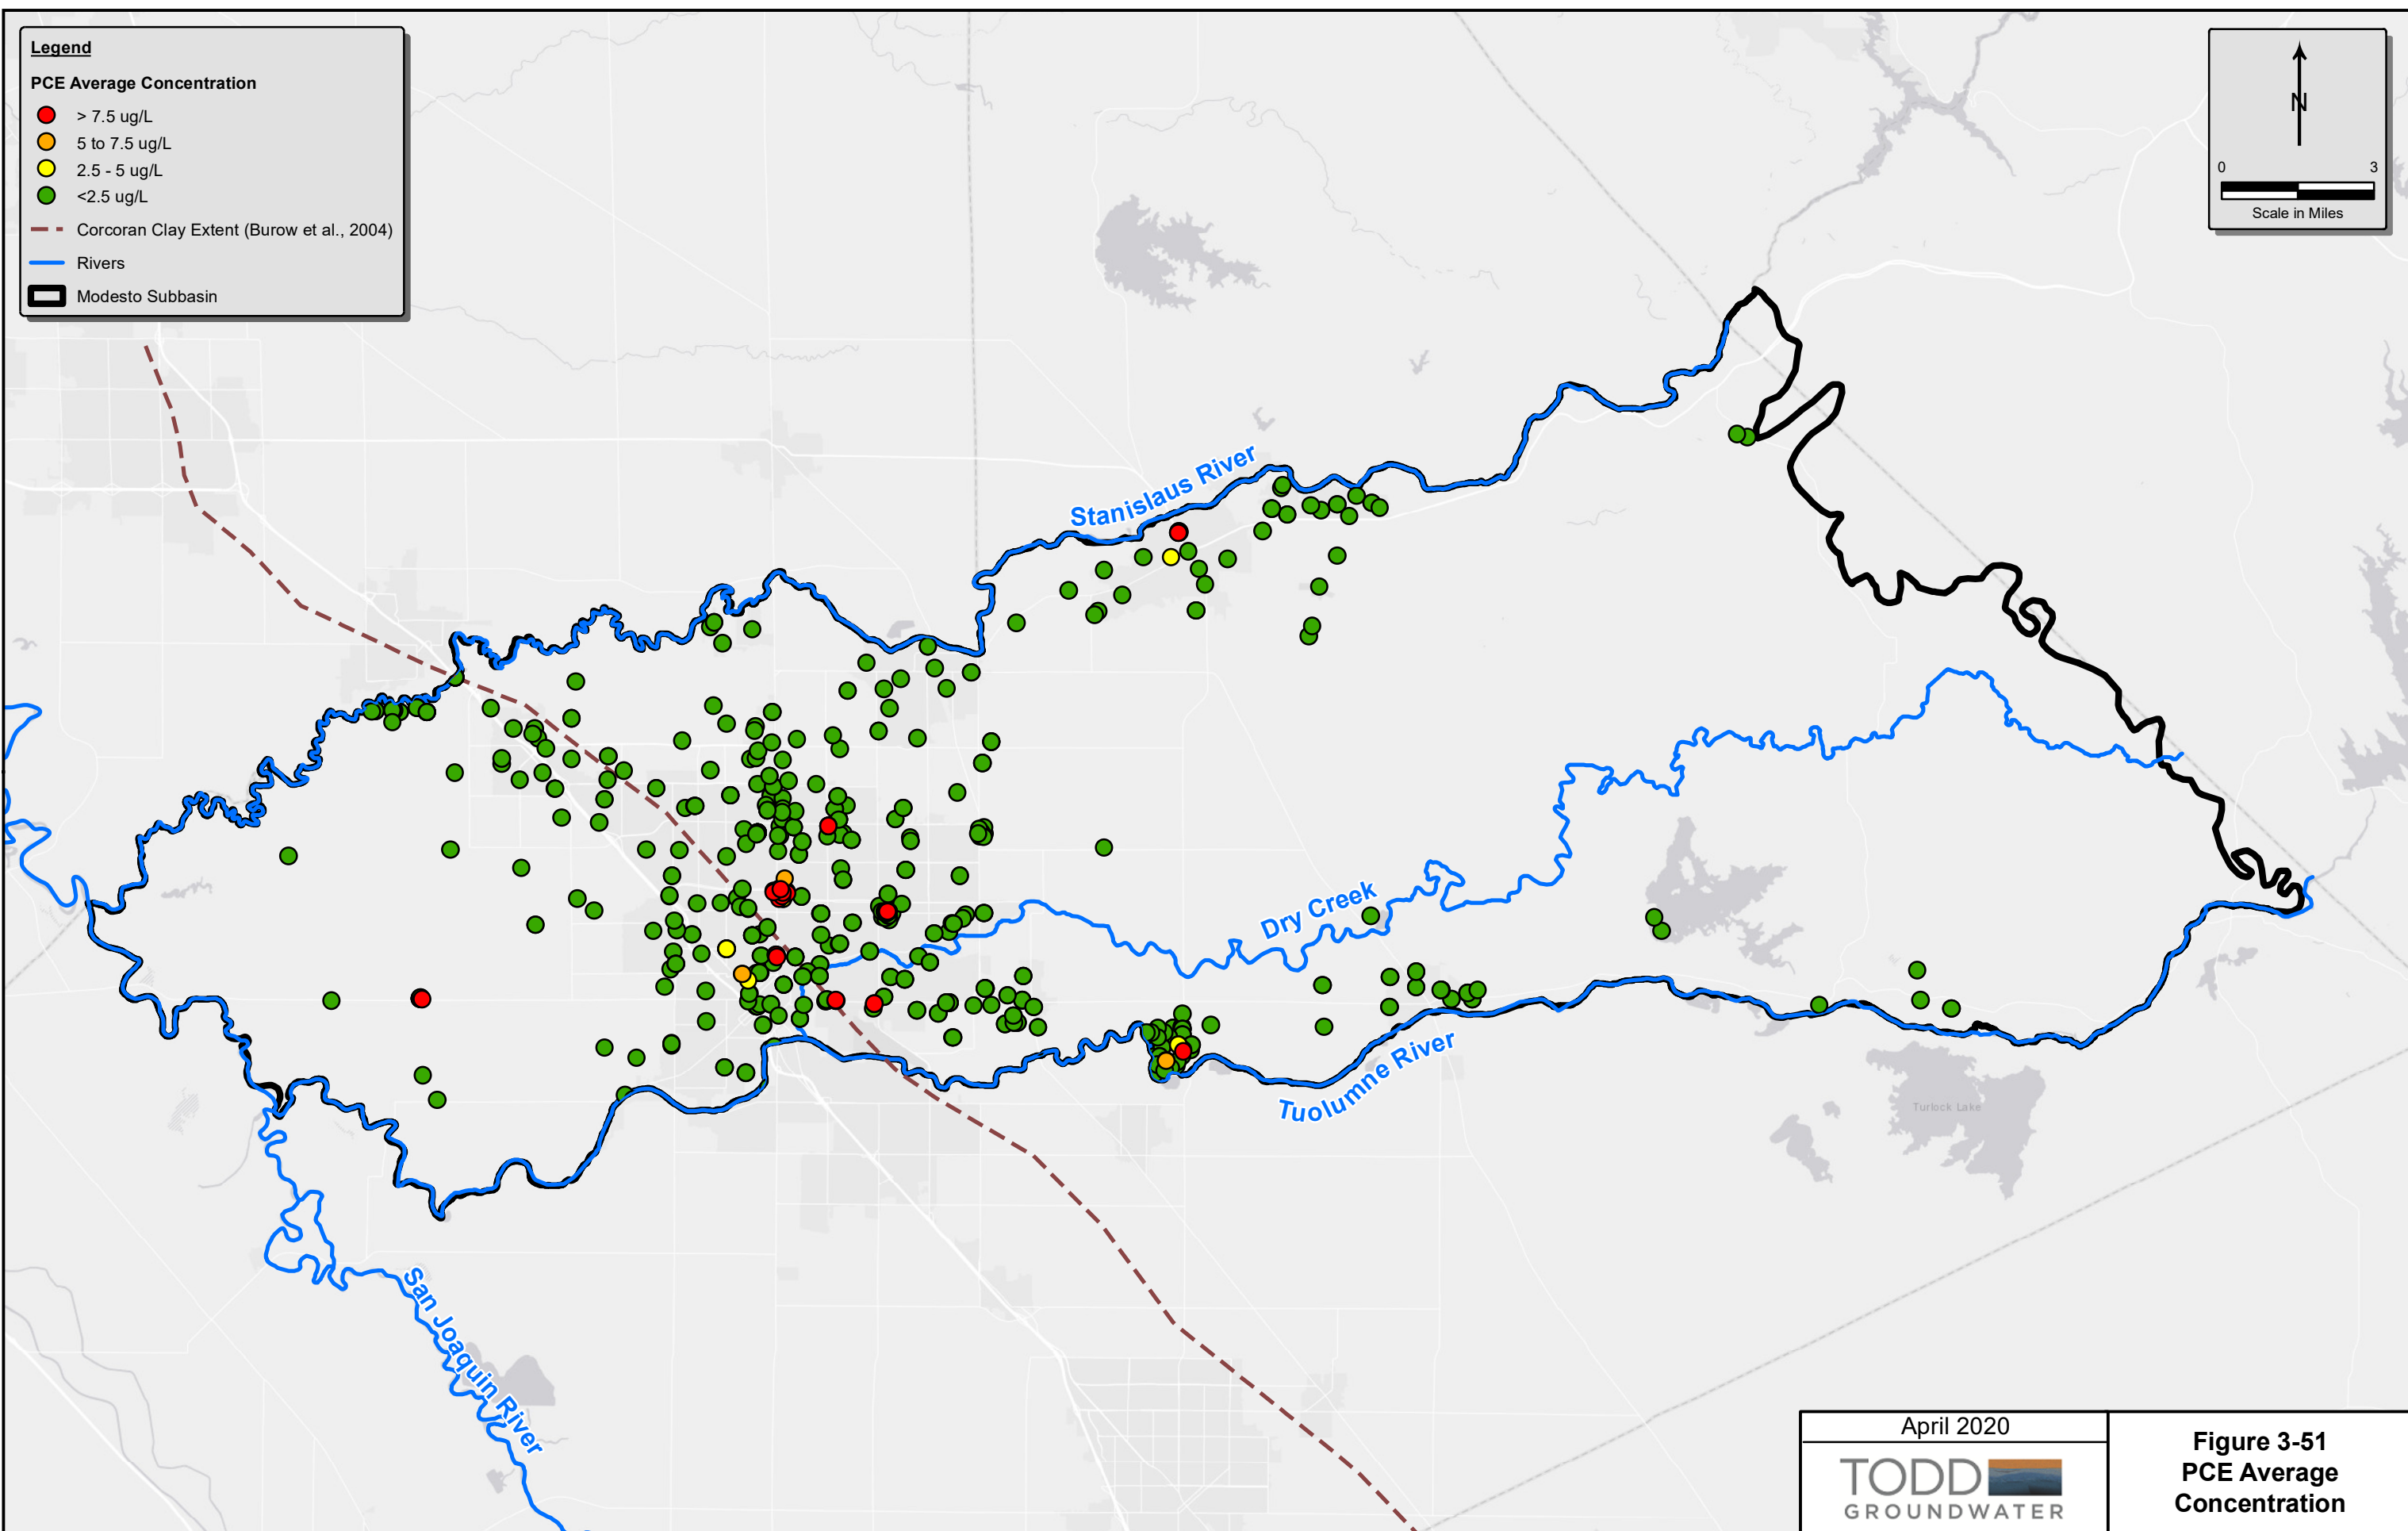 Legend
PCE Average Concentration
> 7.5 ug/L
5 to 7.5 ug/L
2.5 - 5 ug/L
<2.5 ug/L
Corcoran Clay Extent (Burow et al., 2004)
Rivers
Modesto Subbasin
N
0 3
Scale in Miles
Stanislaus River
Dry Creek
Tuolumne River
Turlock Lake
San Joaquin River
April 2020
TODD
GROUNDWATER
Figure 3-51
PCE Average
Concentration